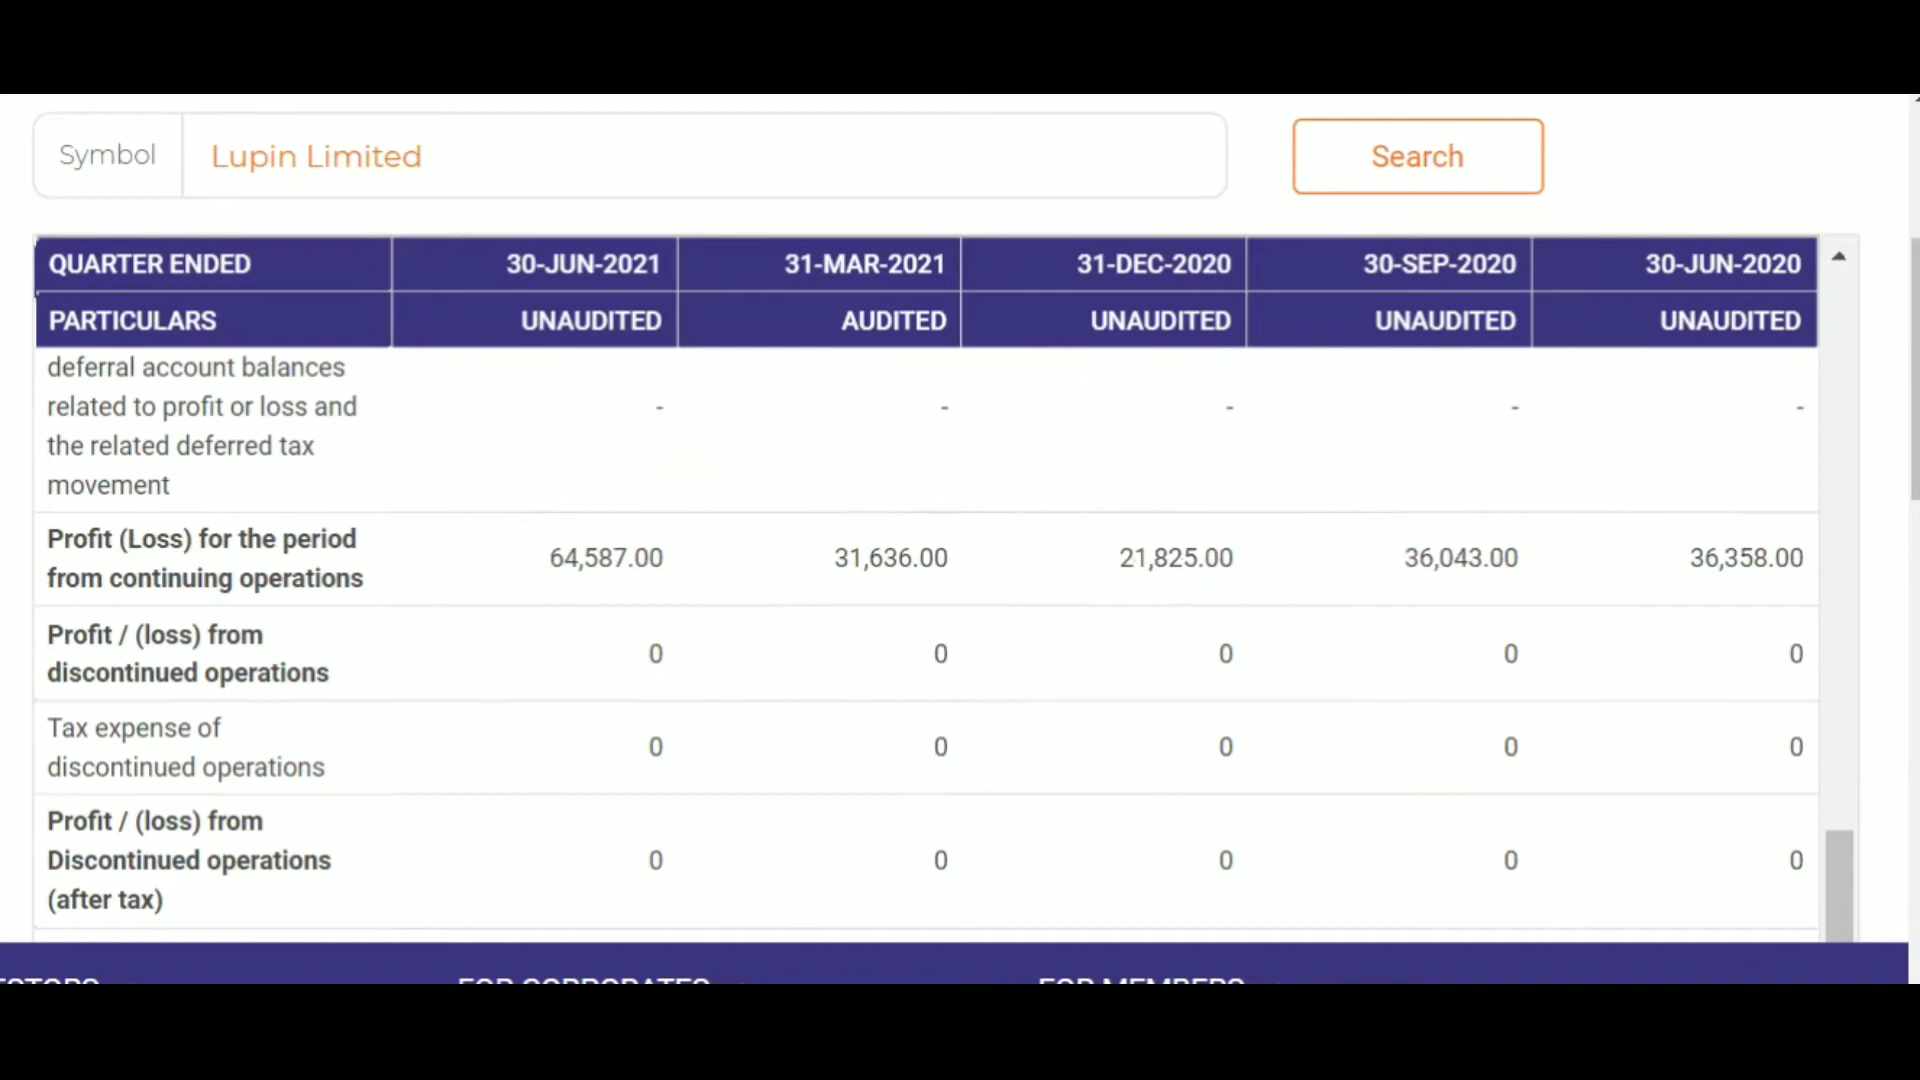 Symbol Lupin Limited Search
QUARTER ENDED 30-JUN-2021 31-MAR-2021 31-DEC-2020 30-SEP-2020 30-JUN-2020
PARTICULARS UNAUDITED AUDITED UNAUDITED UNAUDITED UNAUDITED
deferral account balances
related to profit or loss and - - - - -
the related deferred tax
movement
Profit (Loss) for the period
from continuing operations 64,587.00 31,636.00 21,825.00 36,043.00 36,358.00
Profit / (loss) from
discontinued operations 0 0 0 0 0
Tax expense of
discontinued operations 0 0 0 0 0
Profit / (loss) from
Discontinued operations 0 0 0 0 0
(after tax)
FOR CORPORATES FOR MEMBERS